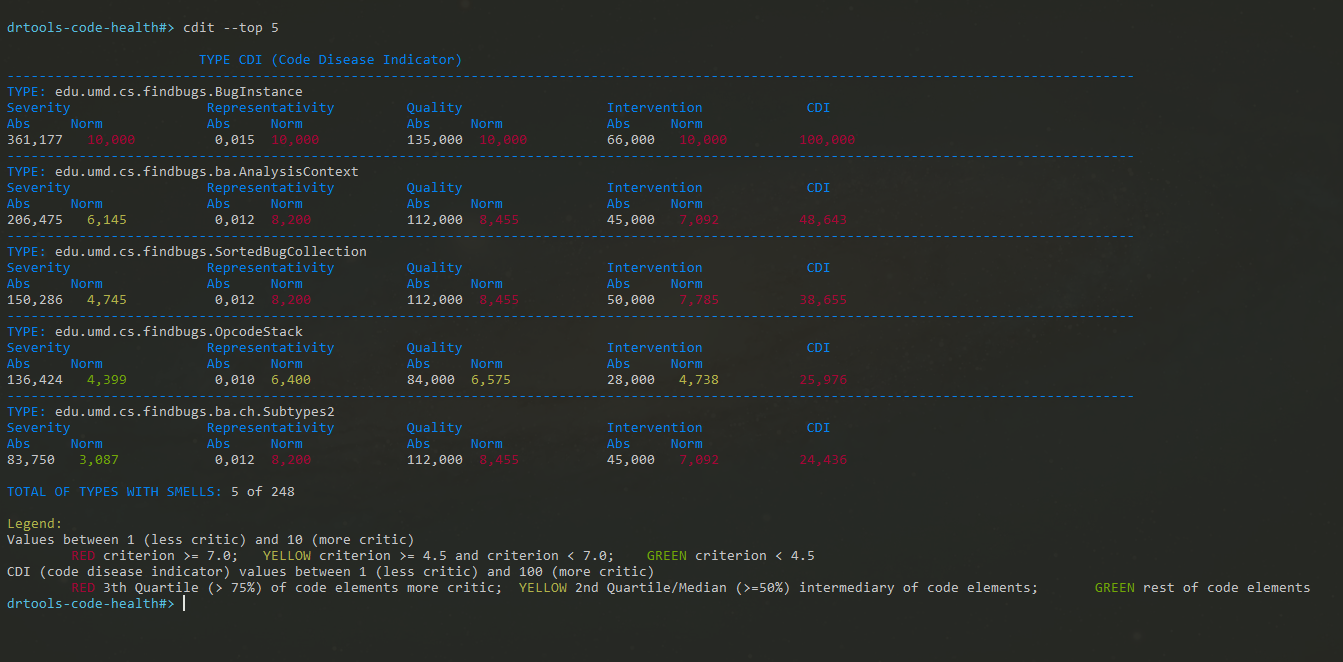 drtools-code-health#> cdit --top 5
TYPE CDI (Code Disease Indicator)
--------------------------------------------------------------------------------------------------------------------------------------------
TYPE: edu.umd.cs.findbugs.BugInstance
Severity Representativity Quality Intervention CDI
Abs Norm Abs Norm Abs Norm Abs Norm
361,177 10,000 0,015 10,000 135,000 10,000 66,000 10,000 100,000
--------------------------------------------------------------------------------------------------------------------------------------------
TYPE: edu.umd.cs.findbugs.ba.AnalysisContext
Severity Representativity Quality Intervention CDI
Abs Norm Abs Norm Abs Norm Abs Norm
206,475 6,145 0,012 8,200 112,000 8,455 45,000 7,092 48,643
--------------------------------------------------------------------------------------------------------------------------------------------
TYPE: edu.umd.cs.findbugs.SortedBugCollection
Severity Representativity Quality Intervention CDI
Abs Norm Abs Norm Abs Norm Abs Norm
150,286 4,745 0,012 8,200 112,000 8,455 50,000 7,785 38,655
--------------------------------------------------------------------------------------------------------------------------------------------
TYPE: edu.umd.cs.findbugs.OpcodeStack
Severity Representativity Quality Intervention CDI
Abs Norm Abs Norm Abs Norm Abs Norm
136,424 4,399 0,010 6,400 84,000 6,575 28,000 4,738 25,976
--------------------------------------------------------------------------------------------------------------------------------------------
TYPE: edu.umd.cs.findbugs.ba.ch.Subtypes2
Severity Representativity Quality Intervention CDI
Abs Norm Abs Norm Abs Norm Abs Norm
83,750 3,087 0,012 8,200 112,000 8,455 45,000 7,092 24,436
TOTAL OF TYPES WITH SMELLS: 5 of 248
Legend:
Values between 1 (less critic) and 10 (more critic)
RED criterion >= 7.0; YELLOW criterion >= 4.5 and criterion < 7.0; GREEN criterion < 4.5
CDI (code disease indicator) values between 1 (less critic) and 100 (more critic)
RED 3th Quartile (> 75%) of code elements more critic; YELLOW 2nd Quartile/Median (>=50%) intermediary of code elements; GREEN rest of code elements
drtools-code-health#>